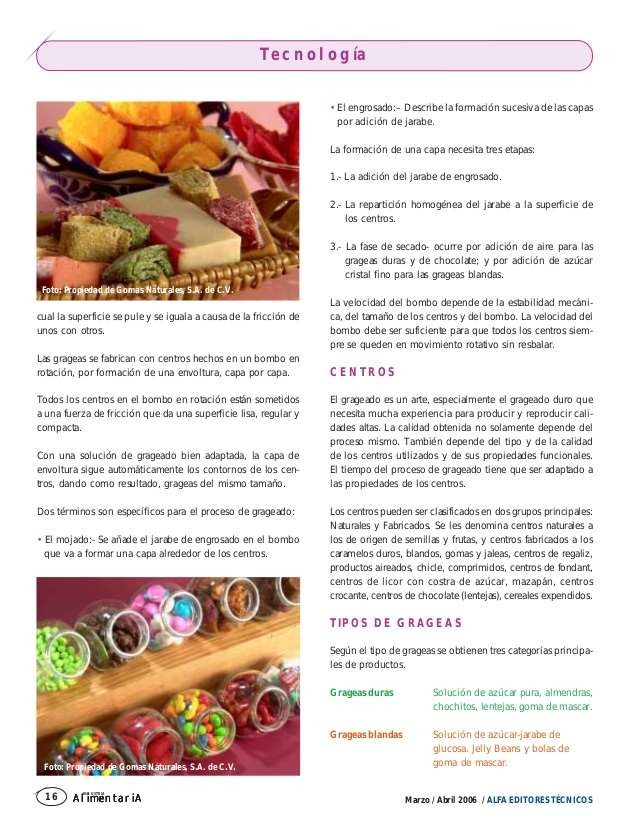 Tecnología
Foto: Propiedad de Gomas Naturales, S.A. de C.V.
cual la superficie se pule y se iguala a causa de la fricción de
unos con otros.
Las grageas se fabrican con centros hechos en un bombo en
rotación, por formación de una envoltura, capa por capa.
Todos los centros en el bombo en rotación están sometidos
a una fuerza de fricción que da una superficie lisa, regular y
compacta.
Con una solución de grageado bien adaptada, la capa de
envoltura sigue automáticamente los contornos de los cen-
tros, dando como resultado, grageas del mismo tamaño.
Dos términos son específicos para el proceso de grageado:
• El mojado:- Se añade el jarabe de engrosado en el bombo
que va a formar una capa alrededor de los centros.
Foto: Propiedad de Gomas Naturales, S.A. de C.V.
• El engrosado:– Describe la formación sucesiva de las capas
por adición de jarabe.
La formación de una capa necesita tres etapas:
1.- La adición del jarabe de engrosado.
2.- La repartición homogénea del jarabe a la superficie de
los centros.
3.- La fase de secado- ocurre por adición de aire para las
grageas duras y de chocolate; y por adición de azúcar
cristal fino para las grageas blandas.
La velocidad del bombo depende de la estabilidad mecáni-
ca, del tamaño de los centros y del bombo. La velocidad del
bombo debe ser suficiente para que todos los centros siem-
pre se queden en movimiento rotativo sin resbalar.
CENTROS
El grageado es un arte, especialmente el grageado duro que
necesita mucha experiencia para producir y reproducir cali-
dades altas. La calidad obtenida no solamente depende del
proceso mismo. También depende del tipo y de la calidad
de los centros utilizados y de sus propiedades funcionales.
El tiempo del proceso de grageado tiene que ser adaptado a
las propiedades de los centros.
Los centros pueden ser clasificados en dos grupos principales:
Naturales y Fabricados. Se les denomina centros naturales a
los de origen de semillas y frutas, y centros fabricados a los
caramelos duros, blandos, gomas y jaleas, centros de regaliz,
productos aireados, chicle, comprimidos, centros de fondant,
centros de licor con costra de azúcar, mazapán, centros
crocante, centros de chocolate (lentejas), cereales expendidos.
TIPOS DE GRAGEAS
Según el tipo de grageas se obtienen tres categorías principa-
les de productos.
Grageas duras Solución de azúcar pura, almendras,
chochitos, lentejas, goma de mascar.
Grageas blandas Solución de azúcar-jarabe de
glucosa. Jelly Beans y bolas de
goma de mascar.
16 AlimentariA
Marzo / Abril 2006 / ALFA EDITORES TÉCNICOS